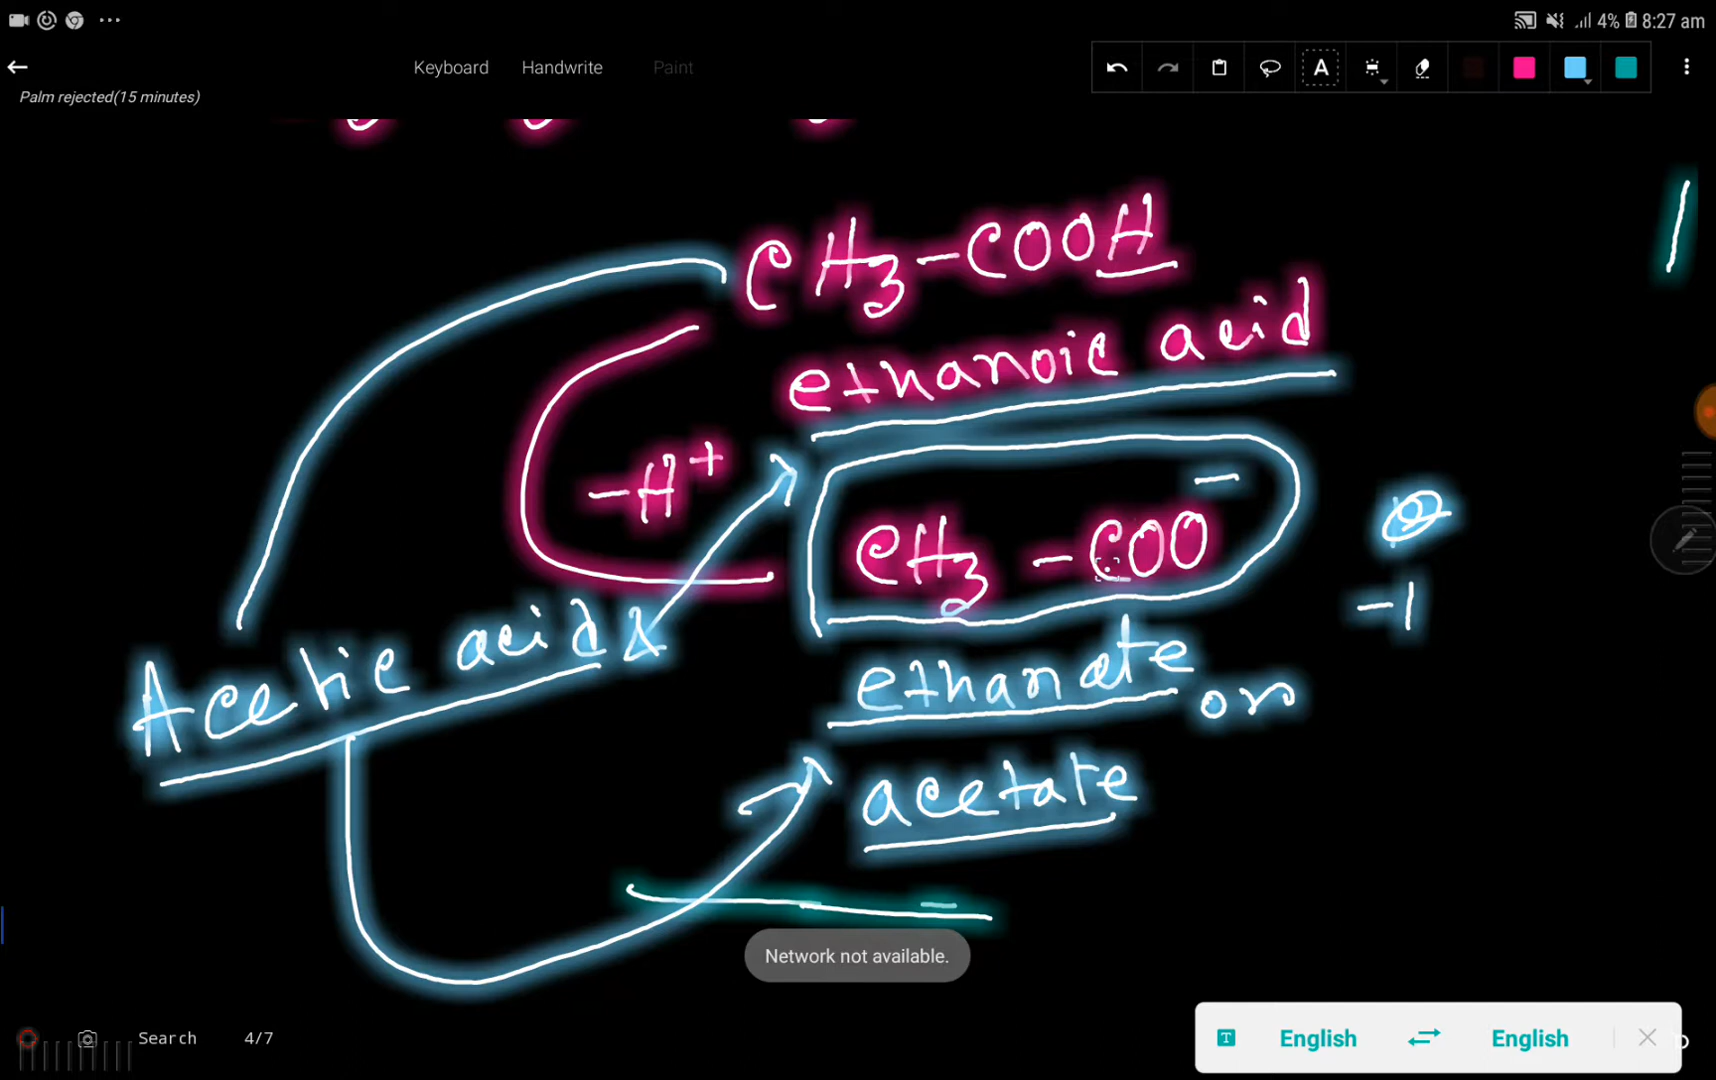 4% 8:27 am
Keyboard Handwrite Paint
A
Palm rejected(15 minutes)
CH3-COOH
ethanoic acid
-H+
CH3-COO-
-1
Acetic acid &
ethanate or
acetate
Network not available.
Search 4/7
T English English